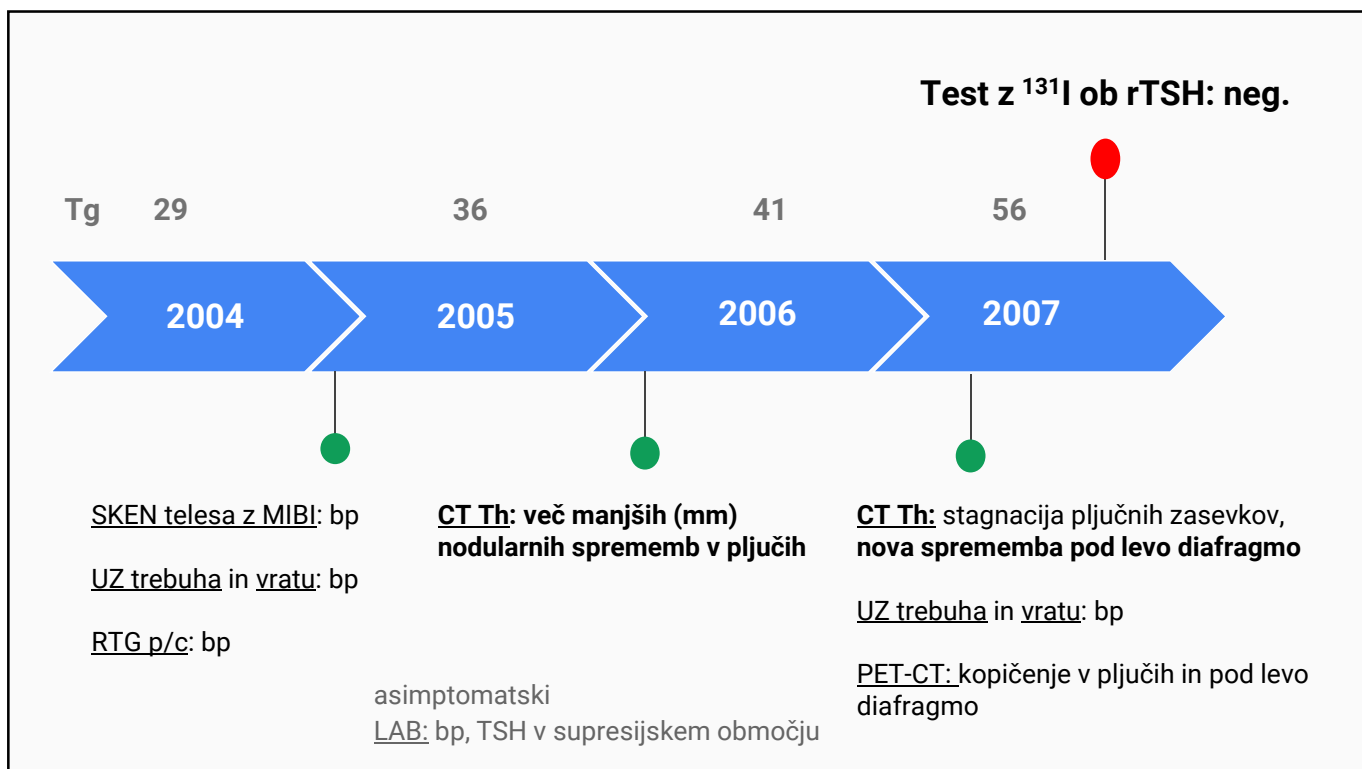 Test z ¹³¹I ob rTSH: neg.
Tg 29 36 41 56
2004 2005 2006 2007
SKEN telesa z MIBI: bp
UZ trebuha in vratu: bp
RTG p/c: bp
CT Th: več manjših (mm)
nodularnih sprememb v pljučih
asimptomatski
LAB: bp, TSH v supresijskem območju
CT Th: stagnacija pljučnih zasevkov,
nova sprememba pod levo diafragmo
UZ trebuha in vratu: bp
PET-CT: kopičenje v pljučih in pod levo
diafragmo